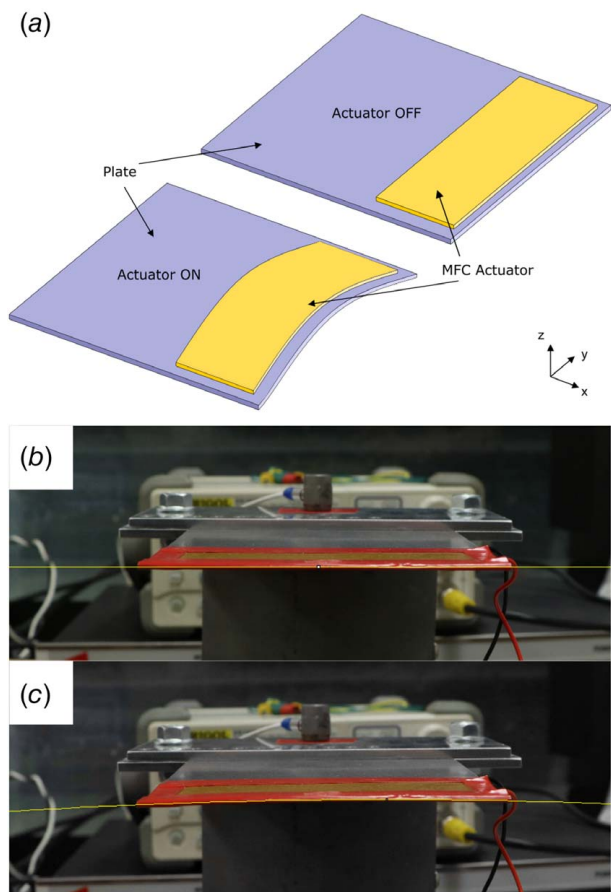 (a)
Actuator OFF
Plate
Actuator ON
MFC Actuator
z
y
x
(b)
(c)